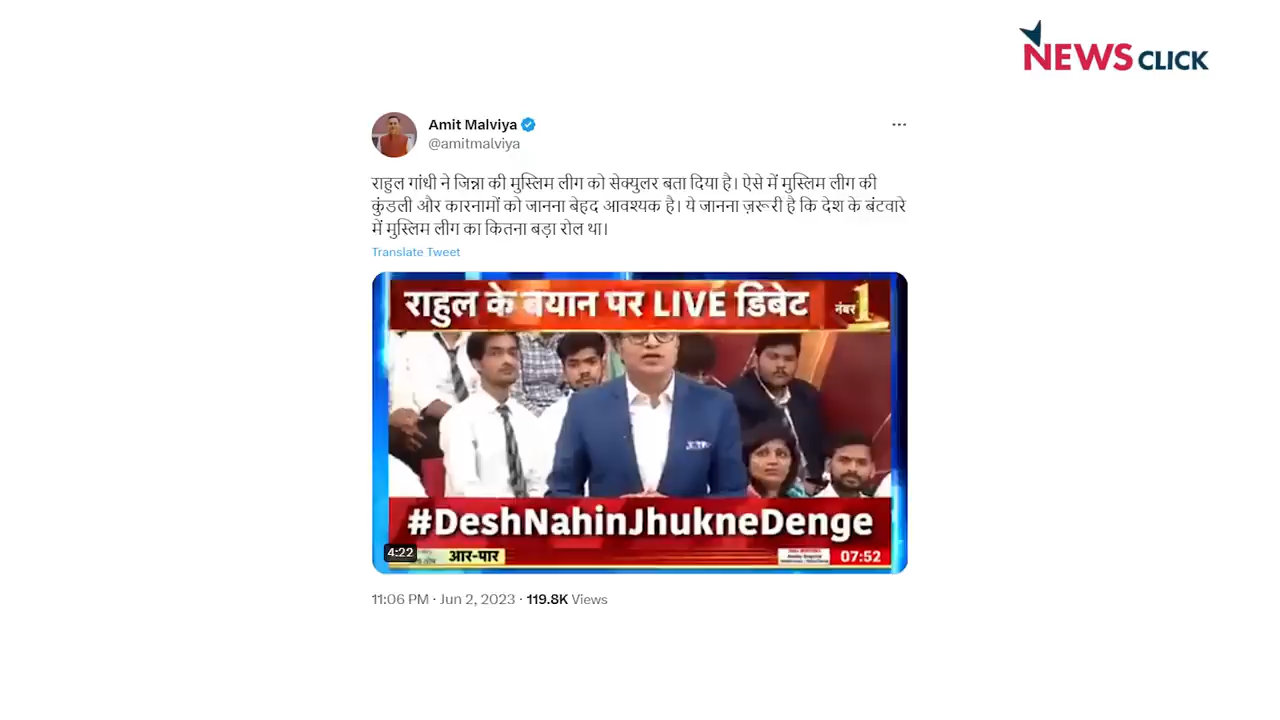 NEWS CLICK
Amit Malviya
@amitmalviya
राहुल गांधी ने जिन्ना की मुस्लिम लीग को सेक्युलर बता दिया है। ऐसे में मुस्लिम लीग की
कुंडली और कारनामों को जानना बेहद आवश्यक है। ये जानना ज़रूरी है कि देश के बंटवारे
में मुस्लिम लीग का कितना बड़ा रोल था।
Translate Tweet
राहुल के बयान पर LIVE डिबेट
नंबर 1
#DeshNahinJhukneDenge
4:22
आर-पार
07:52
11:06 PM · Jun 2, 2023 · 119.8K Views